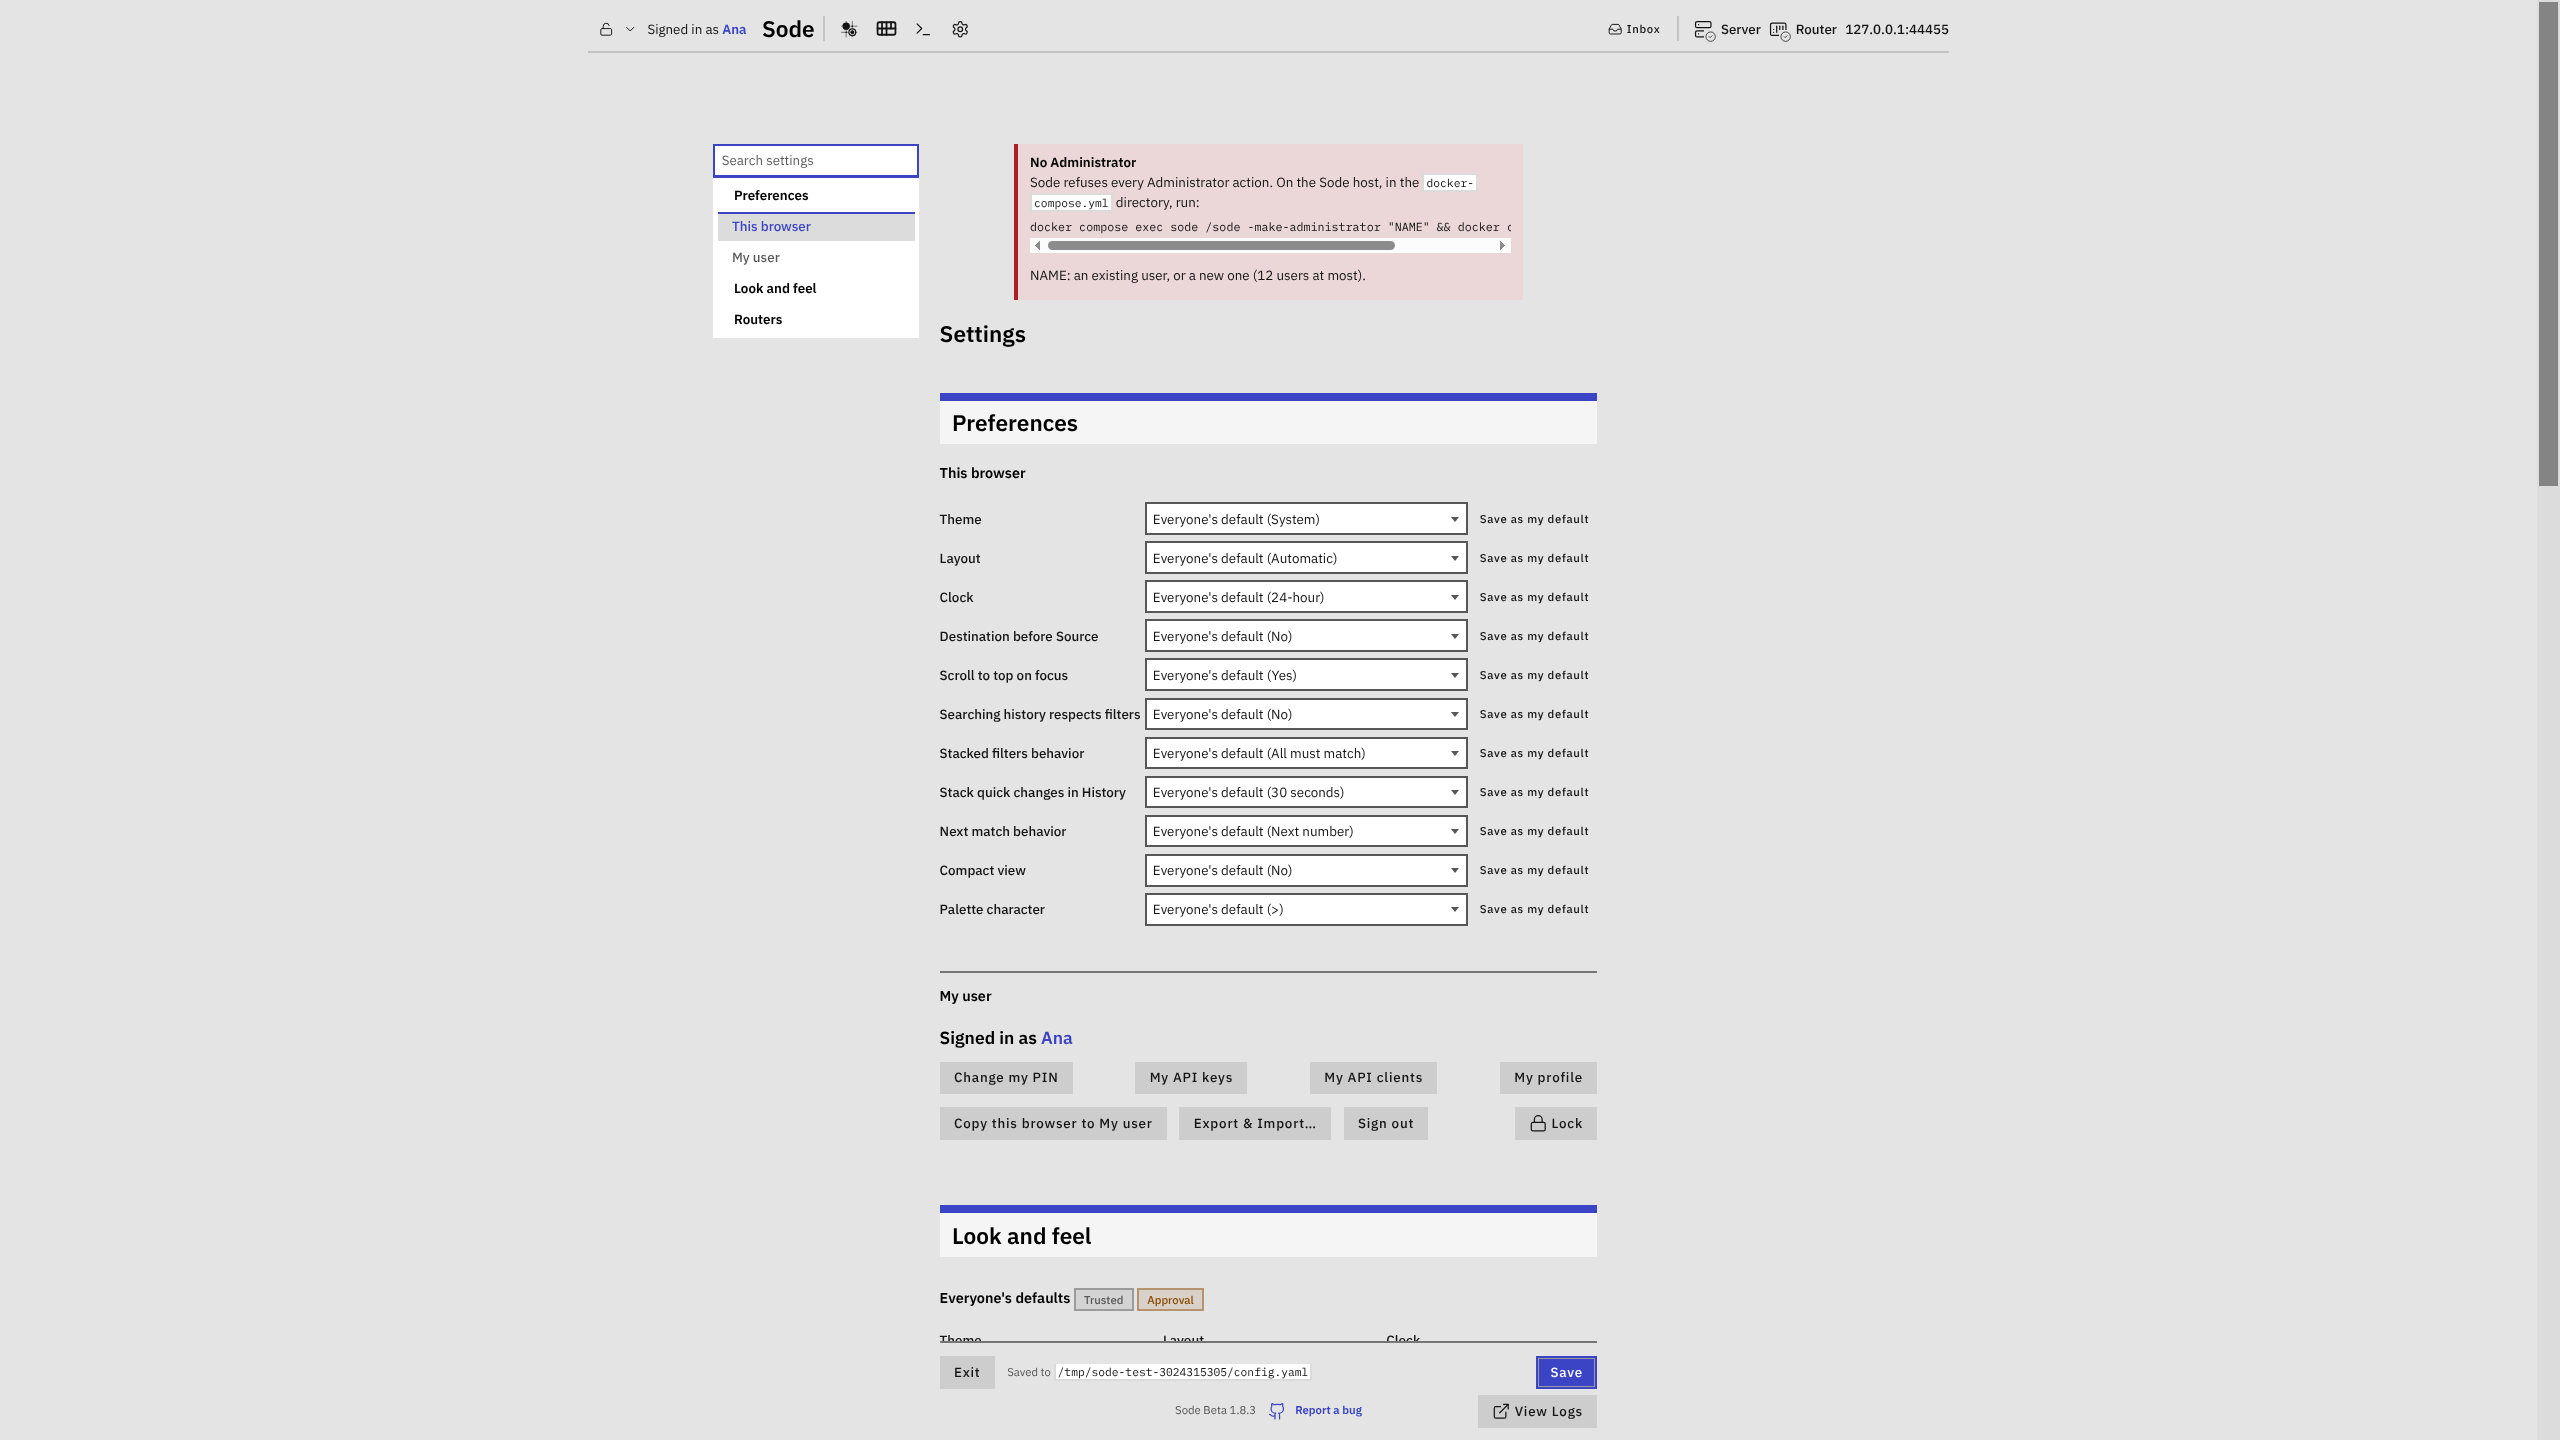 Signed in as Ana Sode
Inbox Server Router 127.0.0.1:44455
Search settings
Preferences
This browser
My user
Look and feel
Routers
No Administrator
Sode refuses every Administrator action. On the Sode host, in the docker-
compose.yml directory, run:
docker compose exec sode /sode -make-administrator "NAME" && docker
NAME: an existing user, or a new one (12 users at most).
Settings
Preferences
This browser
Theme Everyone's default (System) Save as my default
Layout Everyone's default (Automatic) Save as my default
Clock Everyone's default (24-hour) Save as my default
Destination before Source Everyone's default (No) Save as my default
Scroll to top on focus Everyone's default (Yes) Save as my default
Searching history respects filters Everyone's default (No) Save as my default
Stacked filters behavior Everyone's default (All must match) Save as my default
Stack quick changes in History Everyone's default (30 seconds) Save as my default
Next match behavior Everyone's default (Next number) Save as my default
Compact view Everyone's default (No) Save as my default
Palette character Everyone's default (>) Save as my default
My user
Signed in as Ana
Change my PIN My API keys My API clients My profile
Copy this browser to My user Export & Import... Sign out Lock
Look and feel
Everyone's defaults Trusted Approval
Theme Layout Clock
Exit Saved to /tmp/sode-test-3024315305/config.yaml Save
Sode Beta 1.8.3 Report a bug View Logs